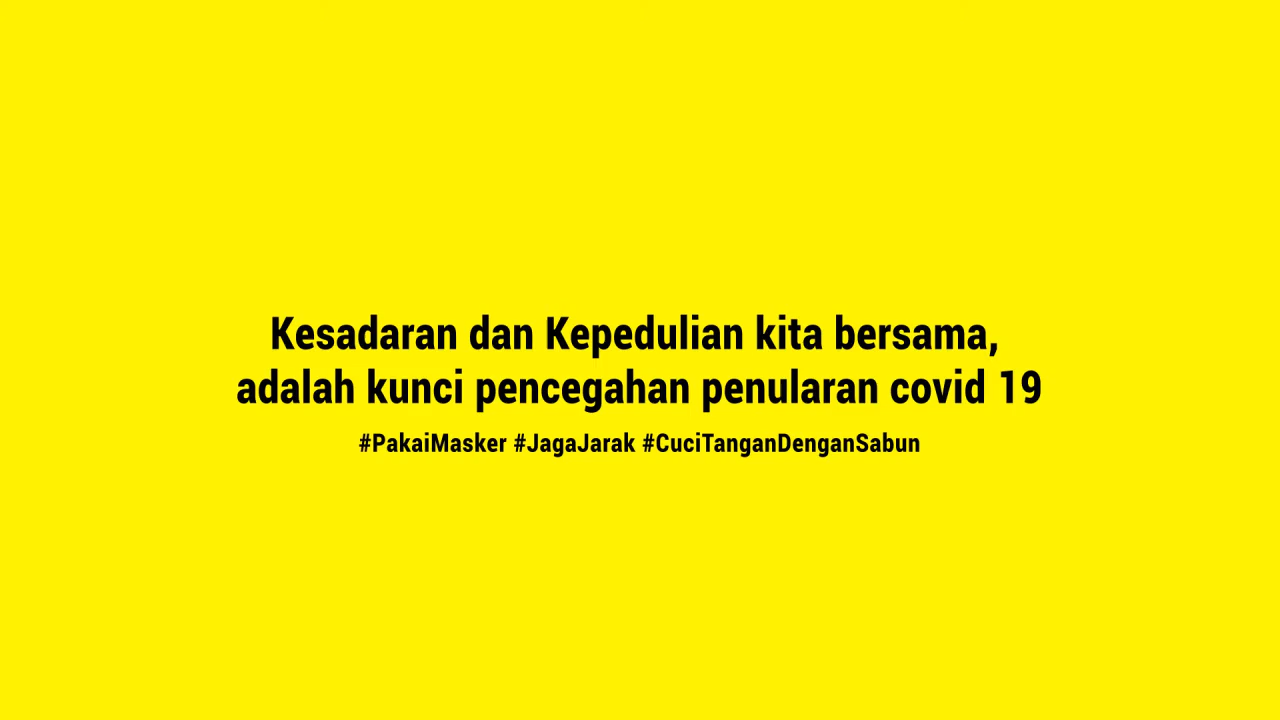 Kesadaran dan Kepedulian kita bersama,
adalah kunci pencegahan penularan covid 19
#PakaiMasker #JagaJarak #CuciTanganDenganSabun